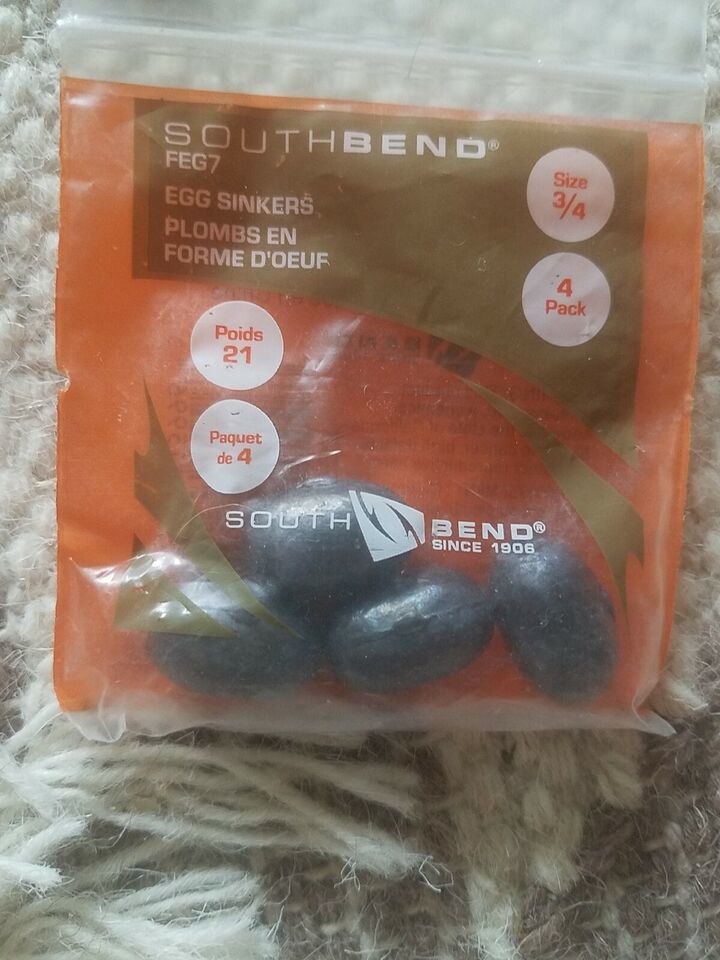 SOUTHBEND®
FEG7
EGG SINKERS
PLOMBS EN
FORME D'OEUF
Size
3/4
4
Pack
Poids
21
Paquet
de 4
SOUTH BEND®
SINCE 1906